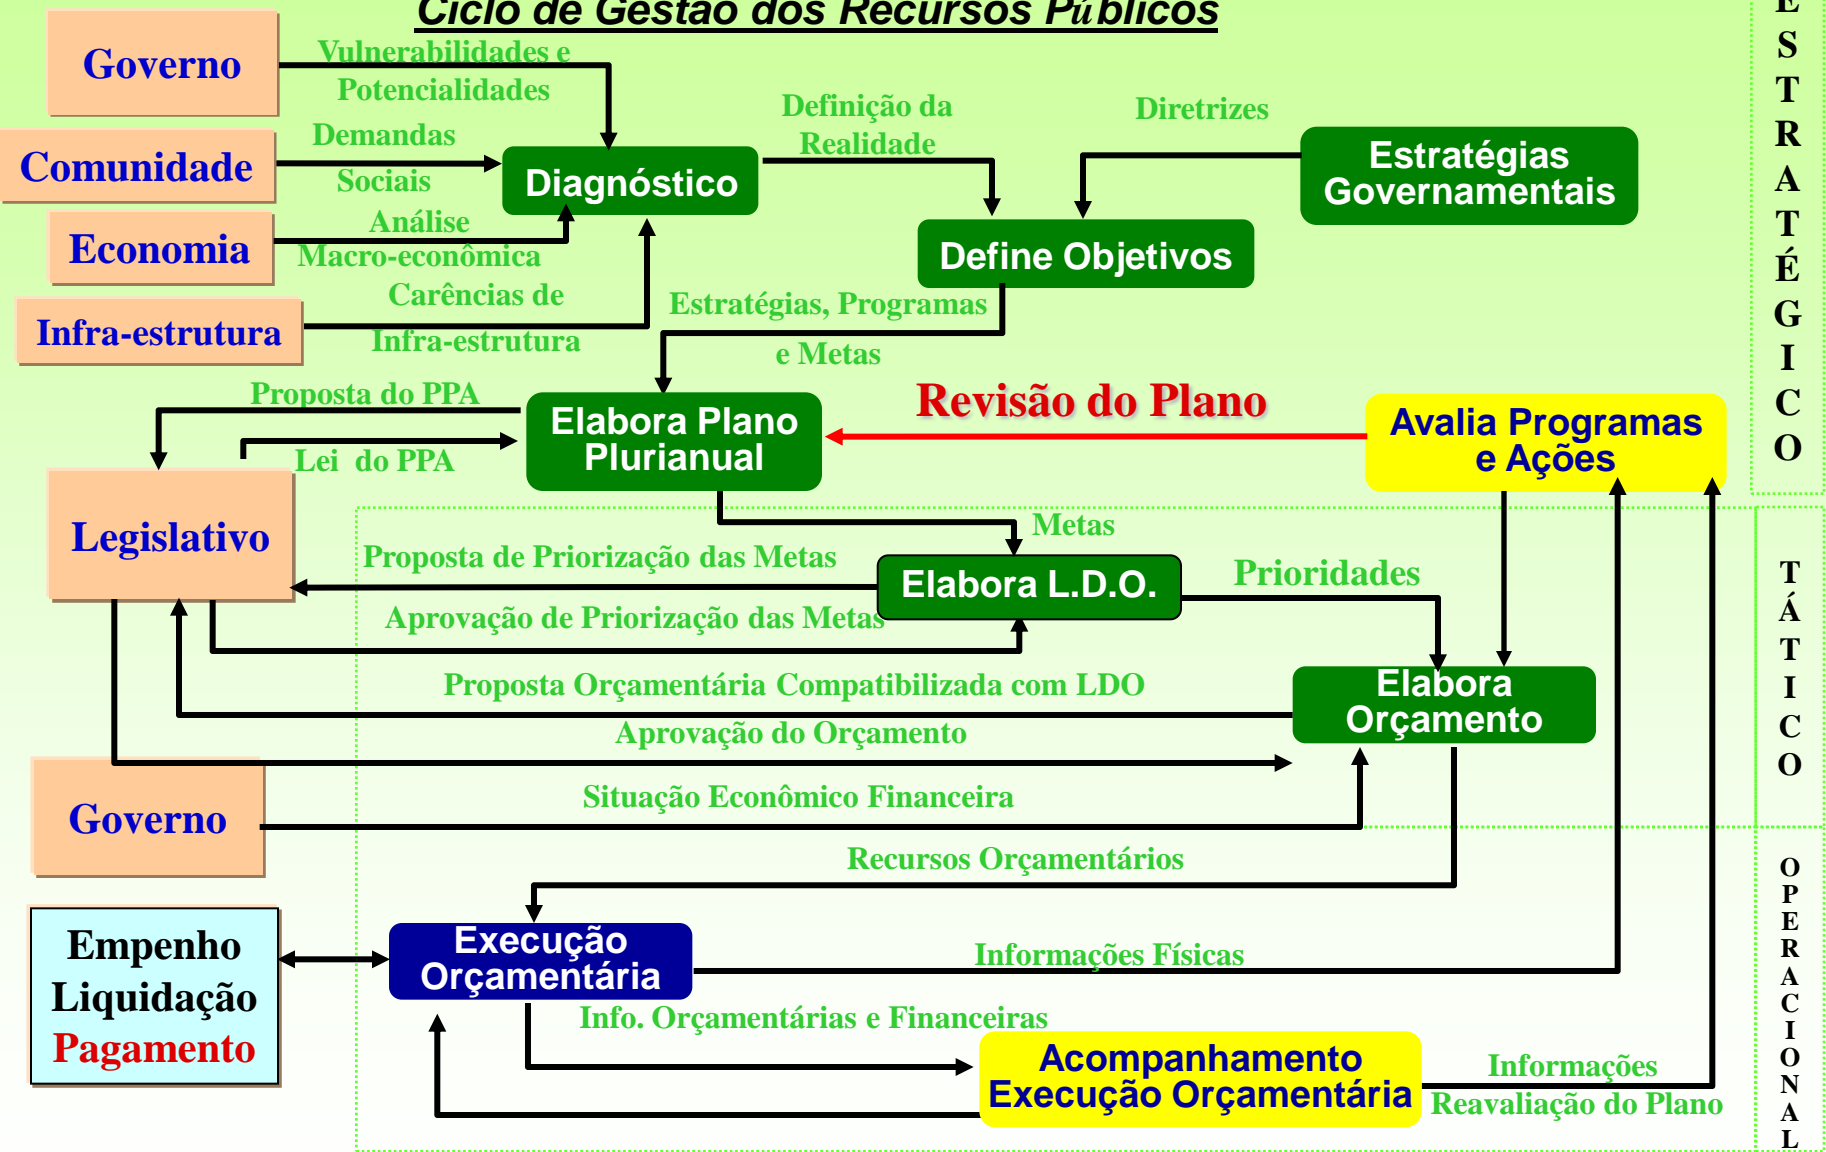 Ciclo de Gestão dos Recursos Públicos
Governo
Vulnerabilidades e
Potencialidades
Comunidade
Demandas
Sociais
Economia
Análise
Macro-econômica
Infra-estrutura
Carências de
Infra-estrutura
Diagnóstico
Definição da
Realidade
Diretrizes
Estratégias
Governamentais
Define Objetivos
Estratégias, Programas
e Metas
Proposta do PPA
Lei do PPA
Elabora Plano
Plurianual
Revisão do Plano
Avalia Programas
e Ações
E
S
T
R
A
T
É
G
I
C
O
Legislativo
Metas
Proposta de Priorização das Metas
Elabora L.D.O.
Prioridades
Aprovação de Priorização das Metas
Proposta Orçamentária Compatibilizada com LDO
Elabora
Orçamento
Aprovação do Orçamento
Governo
Situação Econômico Financeira
T
Á
T
I
C
O
Recursos Orçamentários
Empenho
Liquidação
Pagamento
Execução
Orçamentária
Informações Físicas
Info. Orçamentárias e Financeiras
Acompanhamento
Execução Orçamentária
Informações
Reavaliação do Plano
O
P
E
R
A
C
I
O
N
A
L